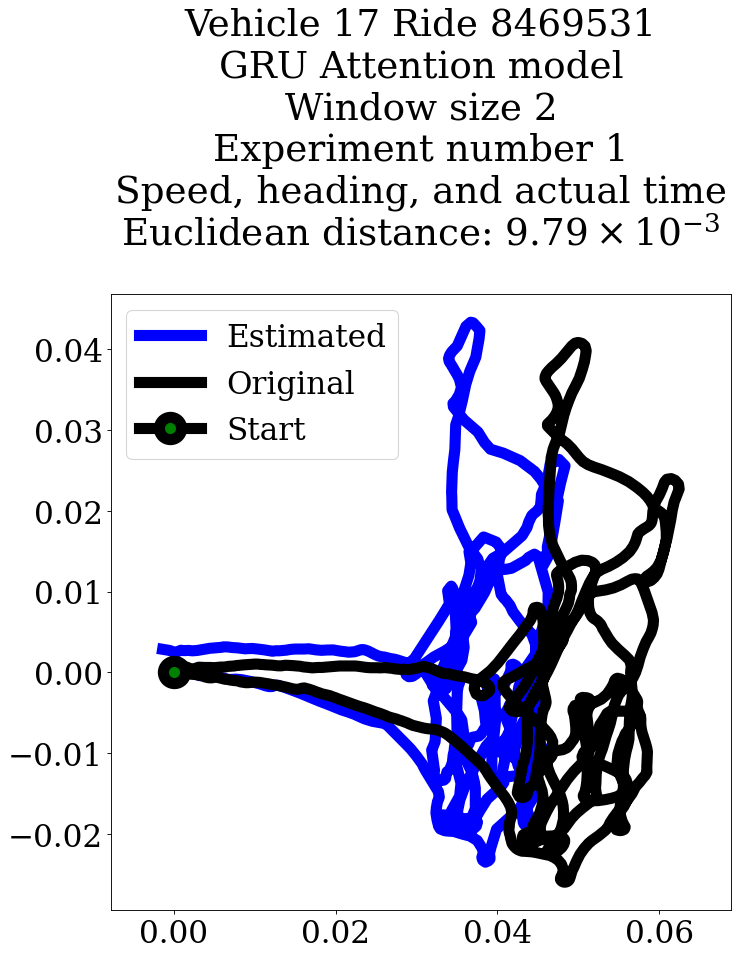 Vehicle 17 Ride 8469531
GRU Attention model
Window size 2
Experiment number 1
Speed, heading, and actual time
Euclidean distance: 9.79 × 10⁻³
Estimated
Original
Start
0.04
0.03
0.02
0.01
0.00
−0.01
−0.02
0.00 0.02 0.04 0.06